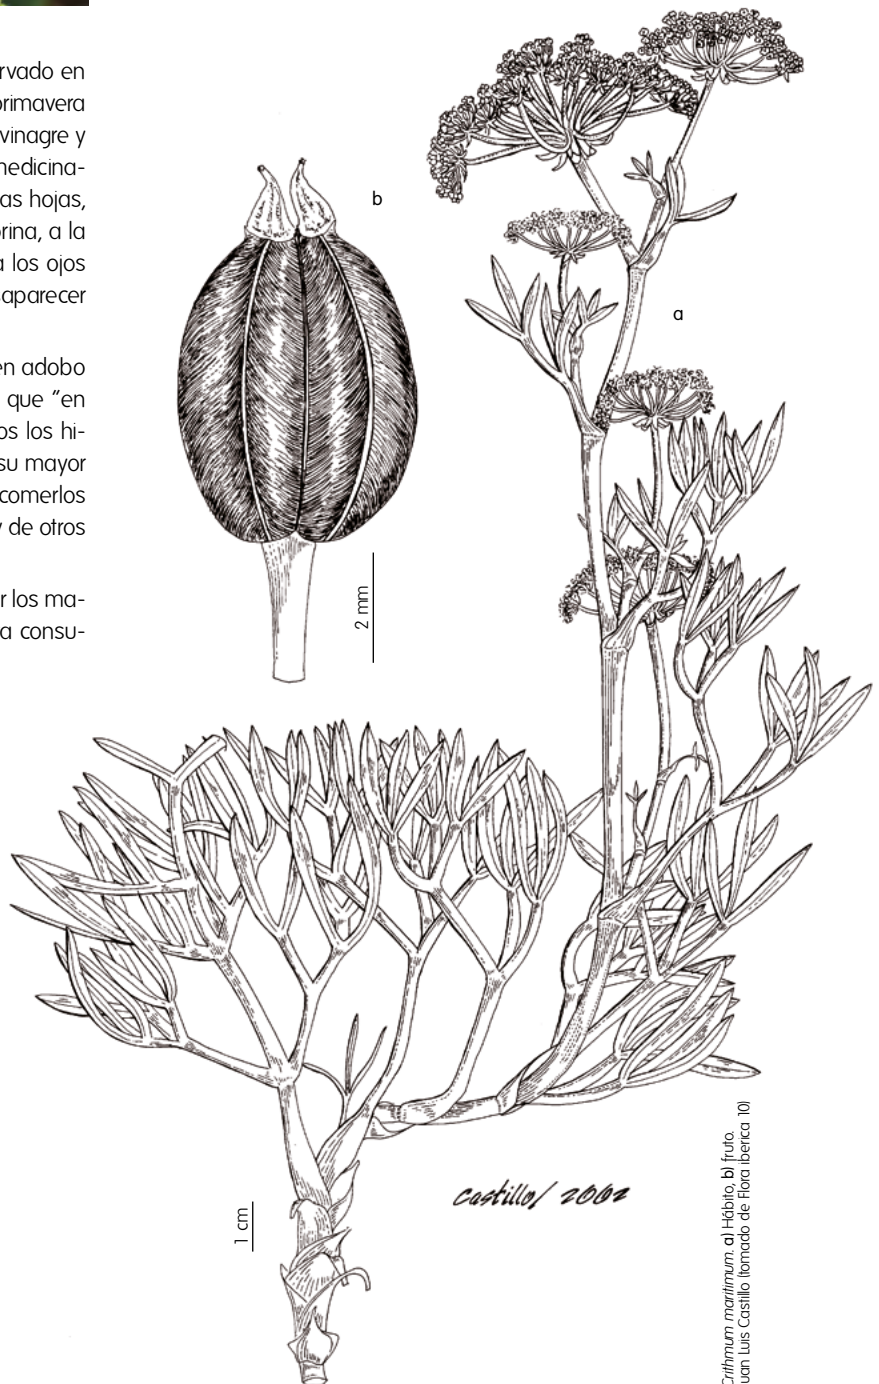 rvado en
primavera
vinagre y
medicina-
as hojas,
rina, a la
a los ojos
aparecer
en adobo
que "en
os los hi-
su mayor
comerlos
y de otros
r los ma-
a consu-
b
a
2 mm
1 cm
Castillo/ 2002
Crithmum maritimum. a) Hábito, b) fruto.
Juan Luis Castillo (tomado de Flora iberica 10)